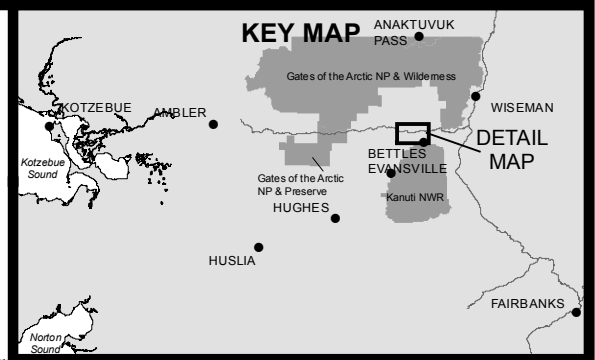 KEY MAP
ANAKTUVUK
PASS
Gates of the Arctic NP & Wilderness
KOTZEBUE
AMBLER
WISEMAN
DETAIL
MAP
Kotzebue
Sound
BETTLES
EVANSVILLE
Gates of the Arctic
NP & Preserve
Kanuti NWR
HUGHES
HUSLIA
FAIRBANKS
Norton
Sound